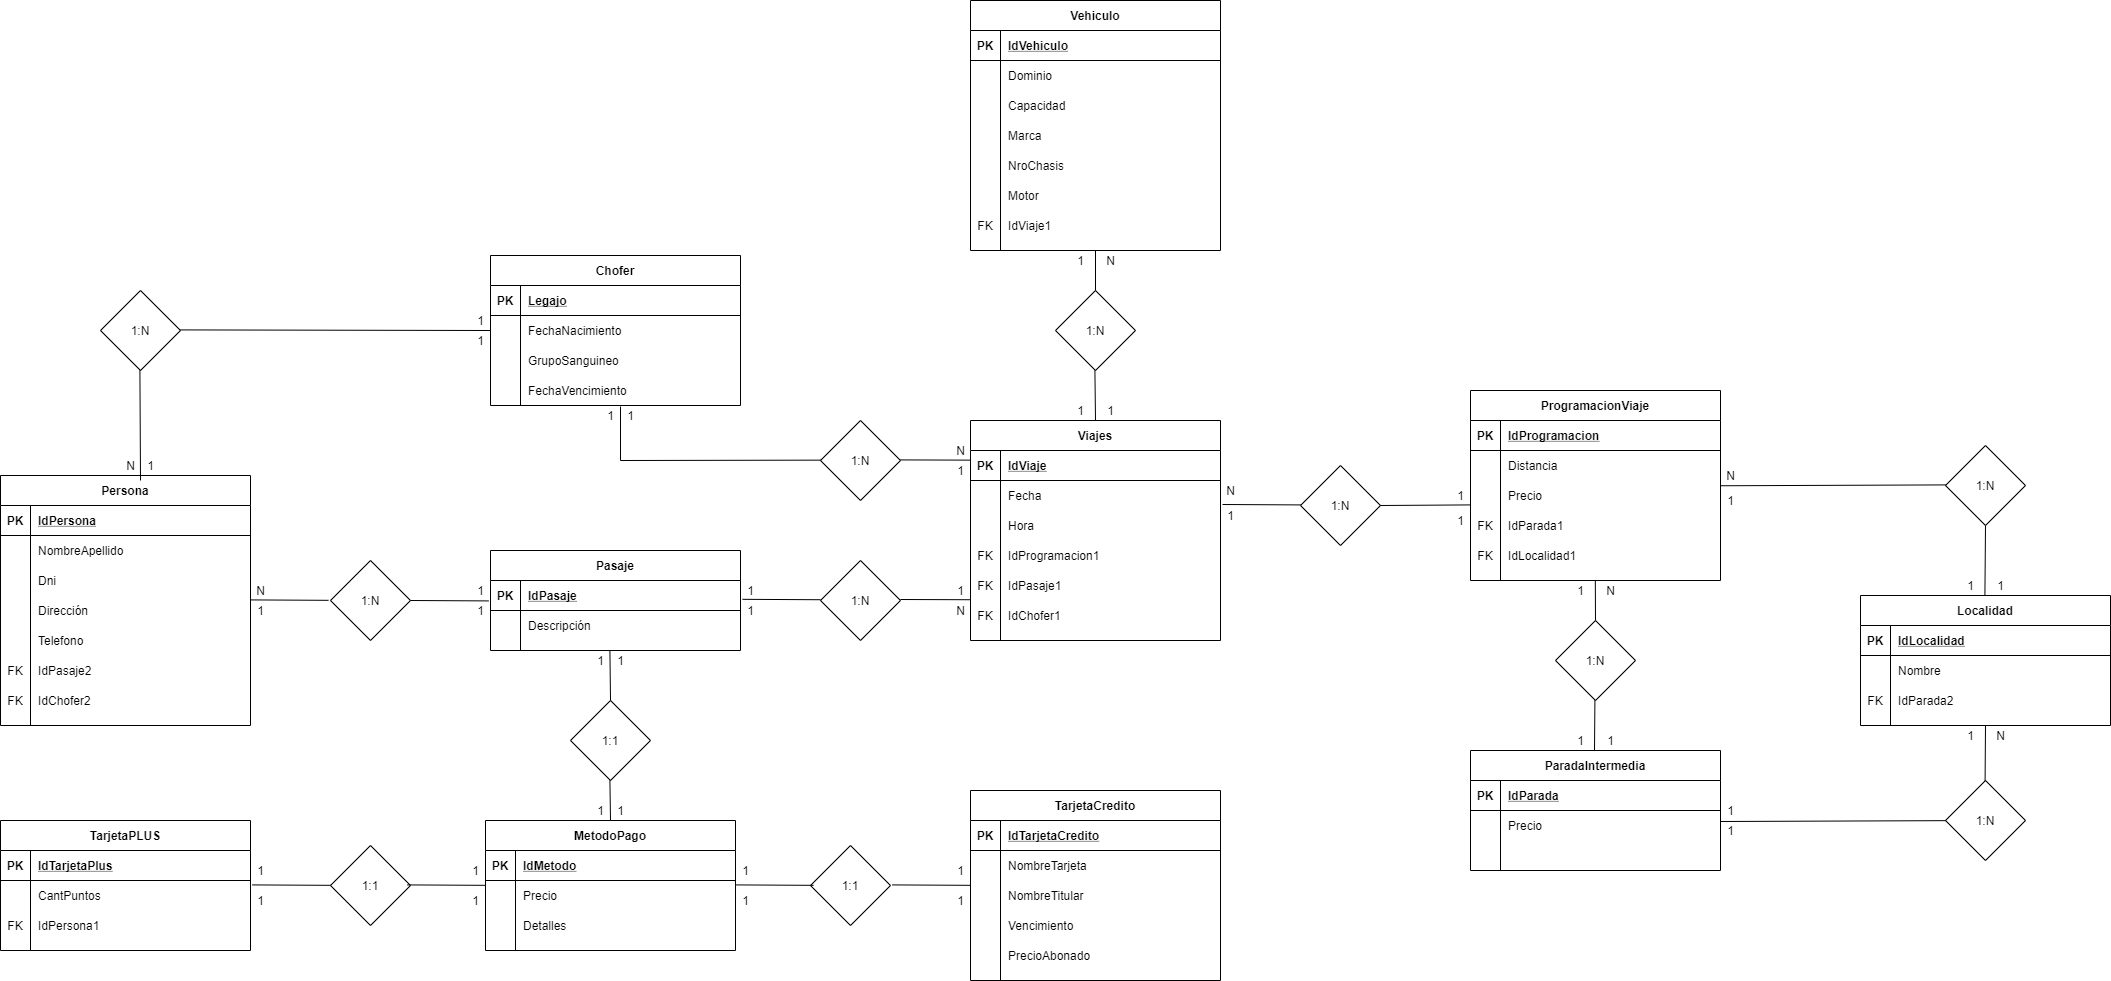 Vehiculo
PK IdVehiculo
Dominio
Capacidad
Marca
NroChasis
Motor
FK IdViaje1
1 N
1:N
1 1
Chofer
PK Legajo
FechaNacimiento
GrupoSanguineo
FechaVencimiento
1
1
1:N
N 1
1 1
1:N
N
1
Persona
PK IdPersona
NombreApellido
Dni
Dirección
Telefono
FK IdPasaje2
FK IdChofer2
N
1
1:N
1
1
Pasaje
PK IdPasaje
Descripción
1
1
1:N
1
N
Viajes
PK IdViaje
Fecha
Hora
FK IdProgramacion1
FK IdPasaje1
FK IdChofer1
N
1
1:N
1
1
ProgramacionViaje
PK IdProgramacion
Distancia
Precio
FK IdParada1
FK IdLocalidad1
N
1
1:N
1 1
Localidad
PK IdLocalidad
Nombre
FK IdParada2
1 N
1:N
1
1
1 N
1:N
1 1
ParadaIntermedia
PK IdParada
Precio
1 1
1:1
1 1
TarjetaPLUS
PK IdTarjetaPlus
CantPuntos
FK IdPersona1
1
1
1:1
1
1
MetodoPago
PK IdMetodo
Precio
Detalles
1
1
1:1
1
1
TarjetaCredito
PK IdTarjetaCredito
NombreTarjeta
NombreTitular
Vencimiento
PrecioAbonado